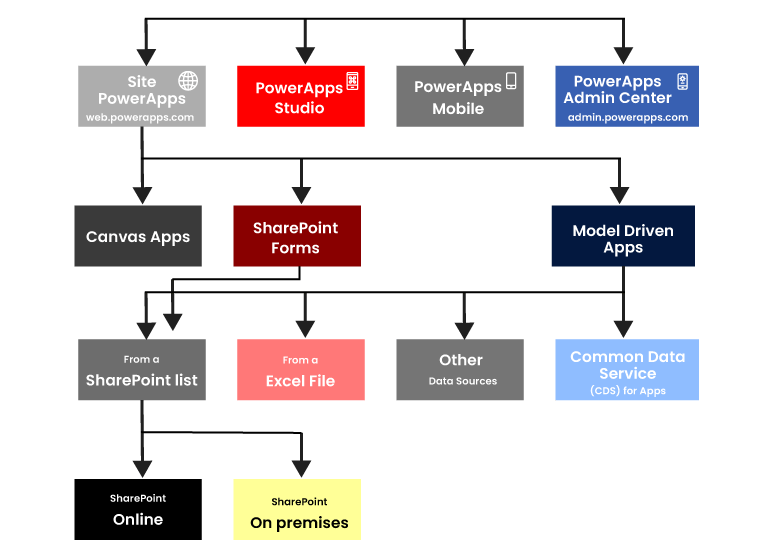 Site
PowerApps
web.powerapps.com
PowerApps
Studio
PowerApps
Mobile
PowerApps
Admin Center
admin.powerapps.com
Canvas Apps
SharePoint
Forms
Model Driven
Apps
From a
SharePoint list
From a
Excel File
Other
Data Sources
Common Data
Service
(CDS) for Apps
SharePoint
Online
SharePoint
On premises